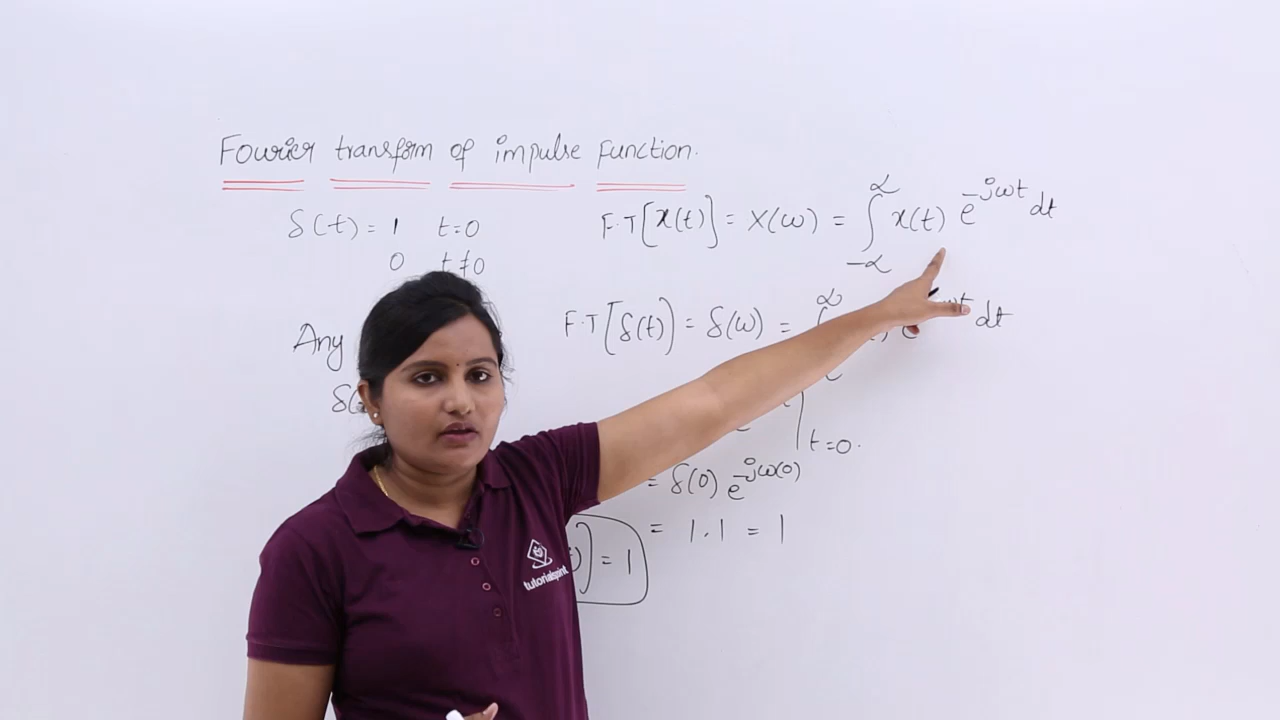 Fourier transform of impulse function.
δ(t) = 1 t=0
0 t≠0
F.T[x(t)] = X(ω) = ∫ x(t) e^-jωt dt
α
-α
Any
F.T[δ(t)] = δ(ω) =
α
ωt dt
t=0.
= δ(0) e^-jω(0)
= 1.1 = 1
= 1
tutorialspoint